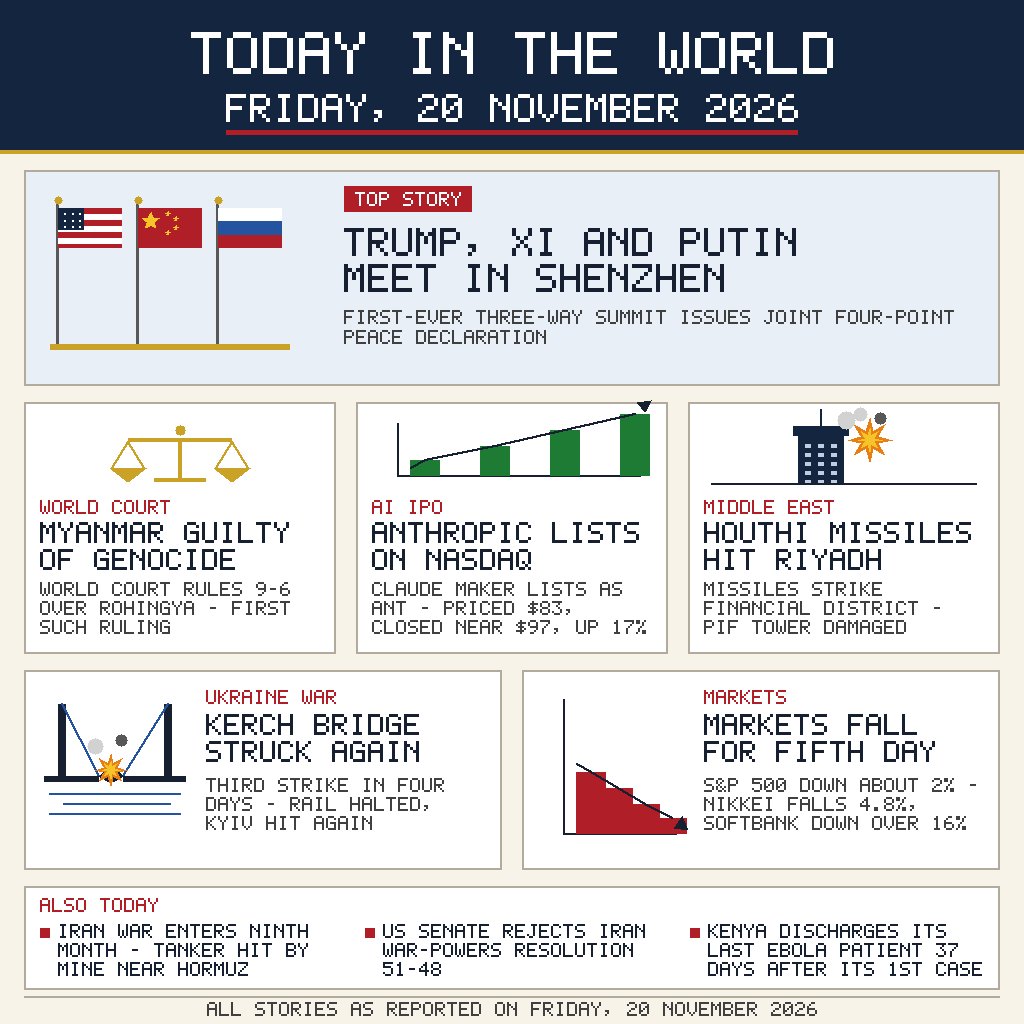 TODAY IN THE WORLD
FRIDAY, 20 NOVEMBER 2026
TOP STORY
TRUMP, XI AND PUTIN
MEET IN SHENZHEN
FIRST-EVER THREE-WAY SUMMIT ISSUES JOINT FOUR-POINT
PEACE DECLARATION
WORLD COURT
MYANMAR GUILTY
OF GENOCIDE
WORLD COURT RULES 9-6
OVER ROHINGYA - FIRST
SUCH RULING
AI IPO
ANTHROPIC LISTS
ON NASDAQ
CLAUDE MAKER LISTS AS
ANT - PRICED $83,
CLOSED NEAR $97, UP 17%
MIDDLE EAST
HOUTHI MISSILES
HIT RIYADH
MISSILES STRIKE
FINANCIAL DISTRICT -
PIF TOWER DAMAGED
UKRAINE WAR
KERCH BRIDGE
STRUCK AGAIN
THIRD STRIKE IN FOUR
DAYS - RAIL HALTED,
KYIV HIT AGAIN
MARKETS
MARKETS FALL
FOR FIFTH DAY
S&P 500 DOWN ABOUT 2% -
NIKKEI FALLS 4.8%,
SOFTBANK DOWN OVER 16%
ALSO TODAY
IRAN WAR ENTERS NINTH
MONTH - TANKER HIT BY
MINE NEAR HORMUZ
US SENATE REJECTS IRAN
WAR-POWERS RESOLUTION
51-48
KENYA DISCHARGES ITS
LAST EBOLA PATIENT 37
DAYS AFTER ITS 1ST CASE
ALL STORIES AS REPORTED ON FRIDAY, 20 NOVEMBER 2026